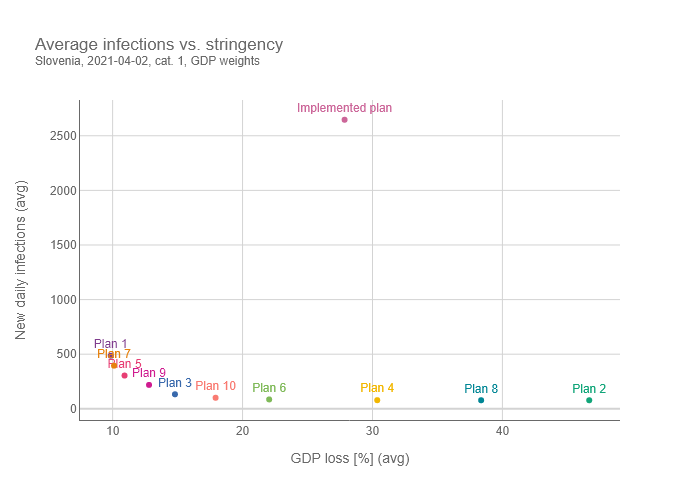 Average infections vs. stringency
Slovenia, 2021-04-02, cat. 1, GDP weights
Implemented plan
2500
2000
1500
1000
500
0
New daily infections (avg)
Plan 1
Plan 7
Plan 5
Plan 9
Plan 3
Plan 10
Plan 6
Plan 4
Plan 8
Plan 2
10
20
30
40
GDP loss [%] (avg)